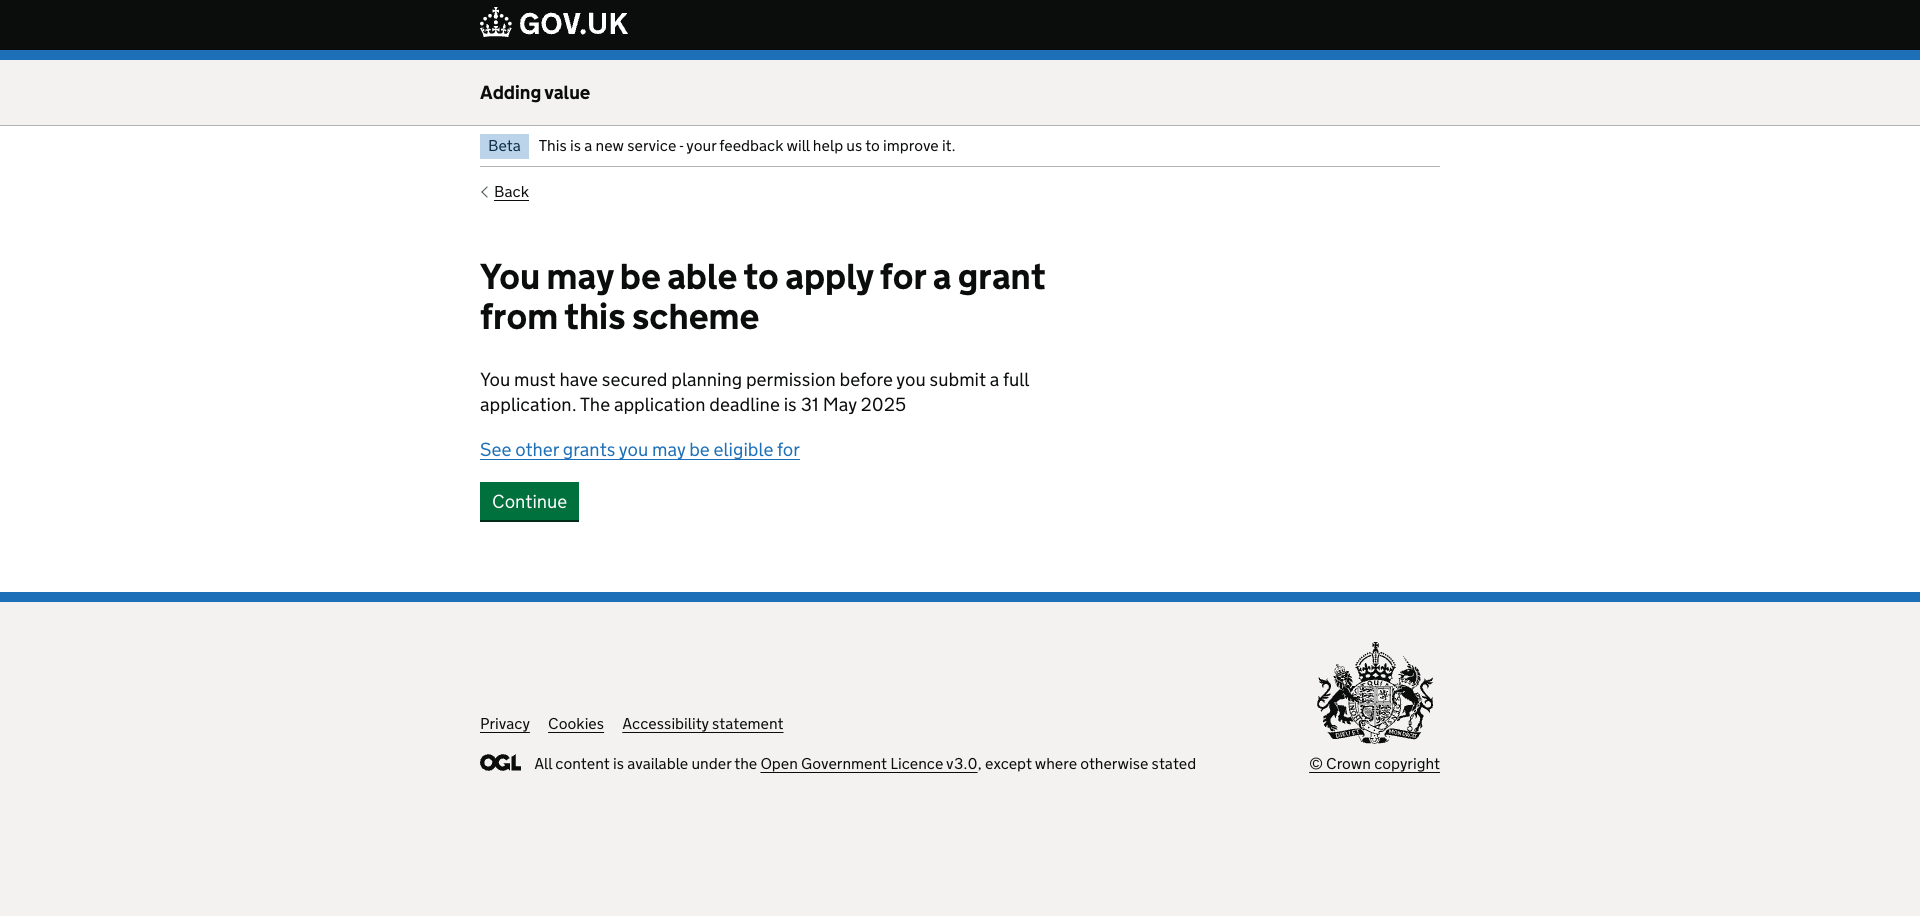 GOV.UK
Adding value
Beta This is a new service - your feedback will help us to improve it.
Back
You may be able to apply for a grant
from this scheme
You must have secured planning permission before you submit a full
application. The application deadline is 31 May 2025
See other grants you may be eligible for
Continue
Privacy Cookies Accessibility statement
OGL All content is available under the Open Government Licence v3.0, except where otherwise stated
© Crown copyright